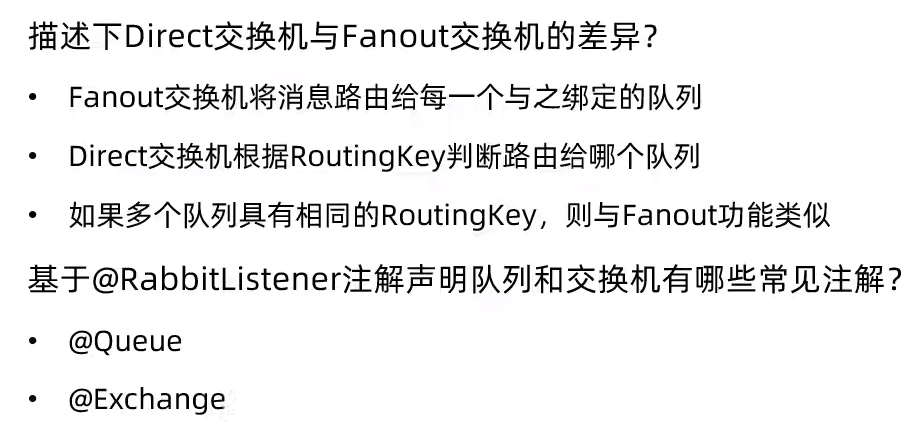 描述下Direct交换机与Fanout交换机的差异？
• Fanout交换机将消息路由给每一个与之绑定的队列
• Direct交换机根据RoutingKey判断路由给哪个队列
• 如果多个队列具有相同的RoutingKey，则与Fanout功能类似
基于@RabbitListener注解声明队列和交换机有哪些常见注解？
• @Queue
• @Exchange